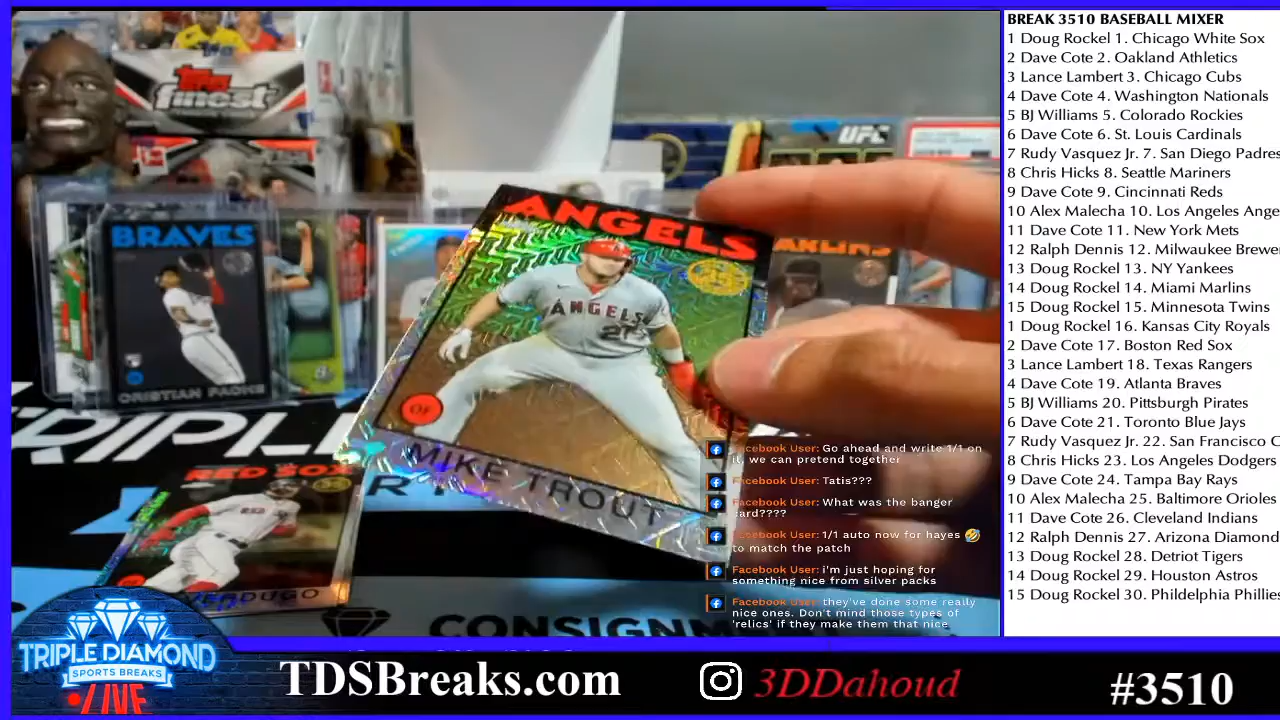 BREAK 3510 BASEBALL MIXER
1 Doug Rockel 1. Chicago White Sox
2 Dave Cote 2. Oakland Athletics
3 Lance Lambert 3. Chicago Cubs
4 Dave Cote 4. Washington Nationals
5 BJ Williams 5. Colorado Rockies
6 Dave Cote 6. St. Louis Cardinals
7 Rudy Vasquez Jr. 7. San Diego Padres
8 Chris Hicks 8. Seattle Mariners
9 Dave Cote 9. Cincinnati Reds
10 Alex Malecha 10. Los Angeles Ange
11 Dave Cote 11. New York Mets
12 Ralph Dennis 12. Milwaukee Brewe
13 Doug Rockel 13. NY Yankees
14 Doug Rockel 14. Miami Marlins
15 Doug Rockel 15. Minnesota Twins
1 Doug Rockel 16. Kansas City Royals
2 Dave Cote 17. Boston Red Sox
3 Lance Lambert 18. Texas Rangers
4 Dave Cote 19. Atlanta Braves
5 BJ Williams 20. Pittsburgh Pirates
6 Dave Cote 21. Toronto Blue Jays
7 Rudy Vasquez Jr. 22. San Francisco C
8 Chris Hicks 23. Los Angeles Dodgers
9 Dave Cote 24. Tampa Bay Rays
10 Alex Malecha 25. Baltimore Orioles
11 Dave Cote 26. Cleveland Indians
12 Ralph Dennis 27. Arizona Diamond
13 Doug Rockel 28. Detriot Tigers
14 Doug Rockel 29. Houston Astros
15 Doug Rockel 30. Phildelphia Phillies
Topps
finest
UFC
BRAVES
CRISTIAN PACHE
ANGELS
35
ANGELS
27
OF
MIKE TROUT
ARLINS
RED SOX
VERDUGO
TRIPL
CONSIGNM
Facebook User: Go ahead and write 1/1 on
it, we can pretend together
Facebook User: Tatis???
Facebook User: What was the banger
card????
Facebook User: 1/1 auto now for hayes 🤣
to match the patch
Facebook User: i'm just hoping for
something nice from silver packs
Facebook User: they've done some really
nice ones. Don't mind those types of
'relics' if they make them that nice
TRIPLE DIAMOND
SPORTS BREAKS
LIVE
TDSBreaks.com
3DDahoud
#3510